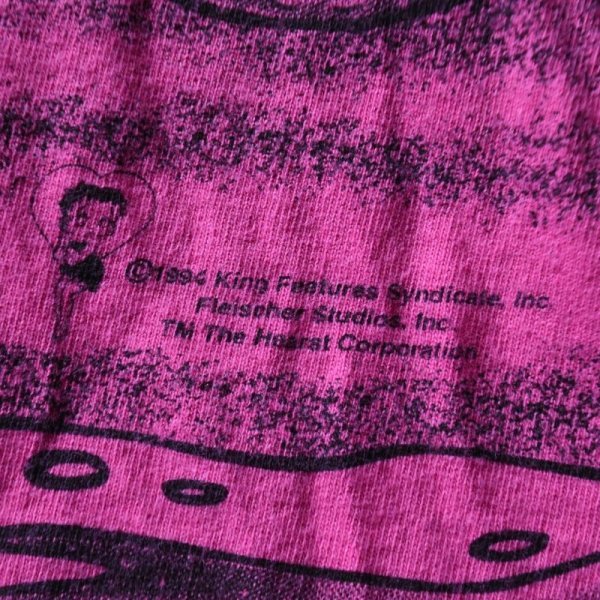 ©1994 King Features Syndicate, Inc.
Fleischer Studios, Inc.
TM The Hearst Corporation